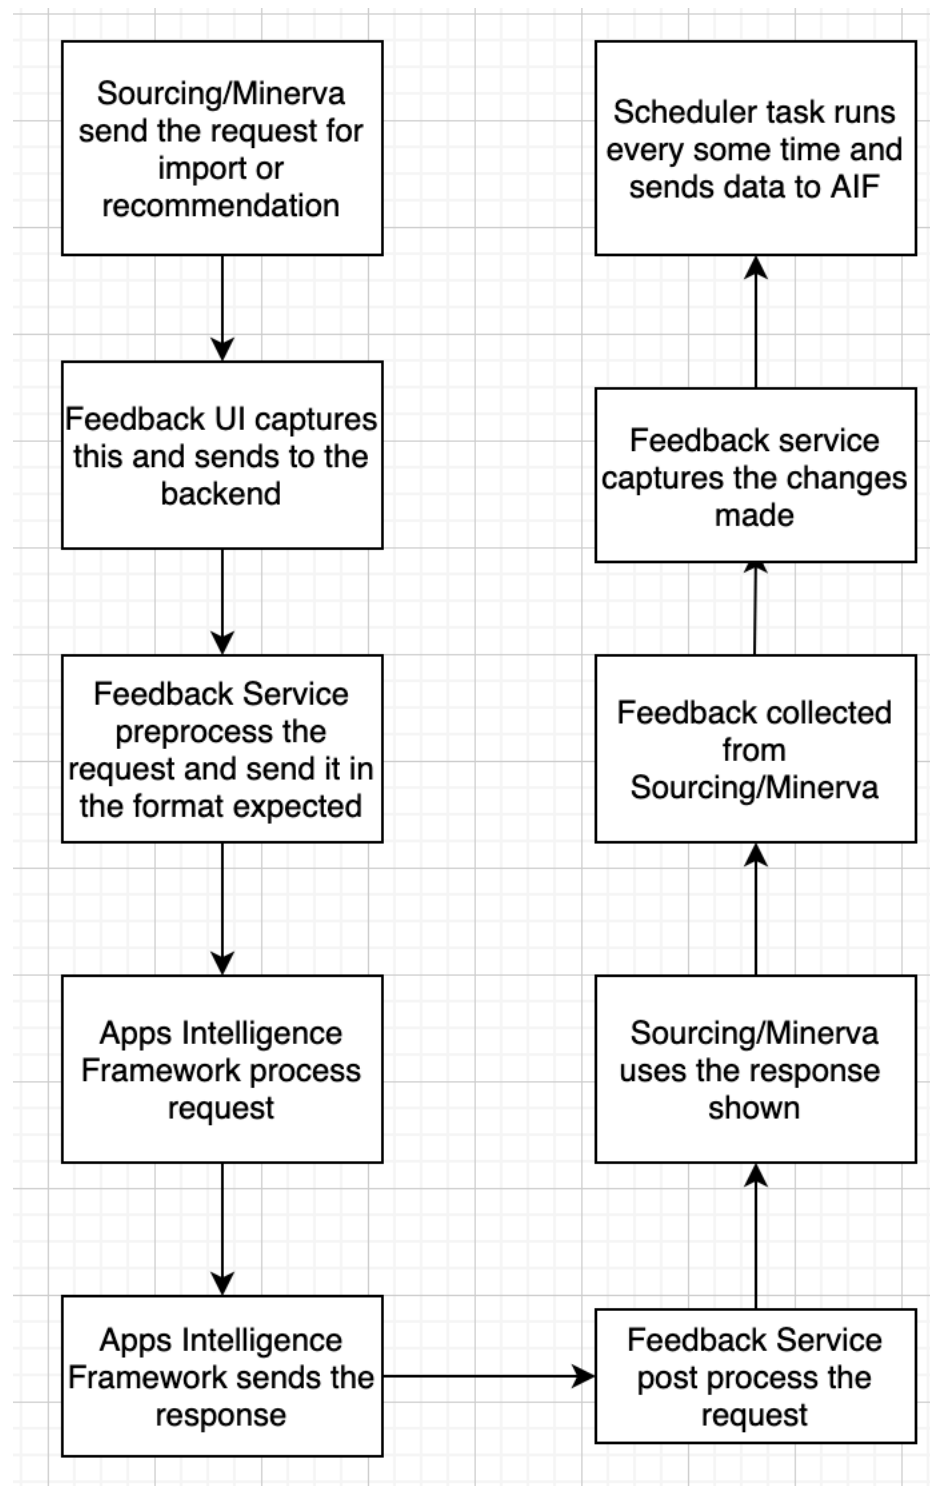 Sourcing/Minerva
send the request for
import or
recommendation
Feedback UI captures
this and sends to the
backend
Feedback Service
preprocess the
request and send it in
the format expected
Apps Intelligence
Framework process
request
Apps Intelligence
Framework sends the
response
Feedback Service
post process the
request
Sourcing/Minerva
uses the response
shown
Feedback collected
from
Sourcing/Minerva
Feedback service
captures the changes
made
Scheduler task runs
every some time and
sends data to AIF